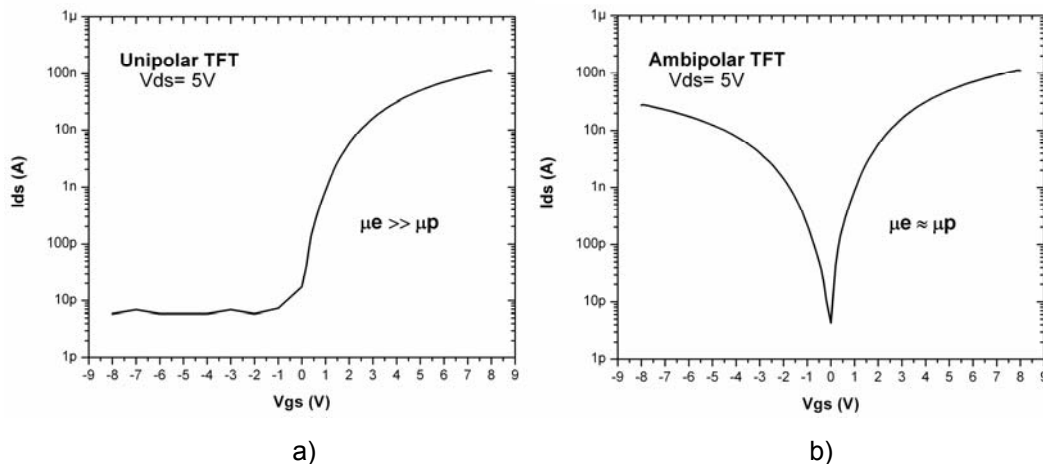 1μ
100n
10n
1n
100p
10p
1p
Ids (A)
Unipolar TFT
Vds= 5V
μe >> μp
-9 -8 -7 -6 -5 -4 -3 -2 -1 0 1 2 3 4 5 6 7 8 9
Vgs (V)
a)
1μ
100n
10n
1n
100p
10p
1p
Ids (A)
Ambipolar TFT
Vds= 5V
μe ≈ μp
-9 -8 -7 -6 -5 -4 -3 -2 -1 0 1 2 3 4 5 6 7 8 9
Vgs (V)
b)